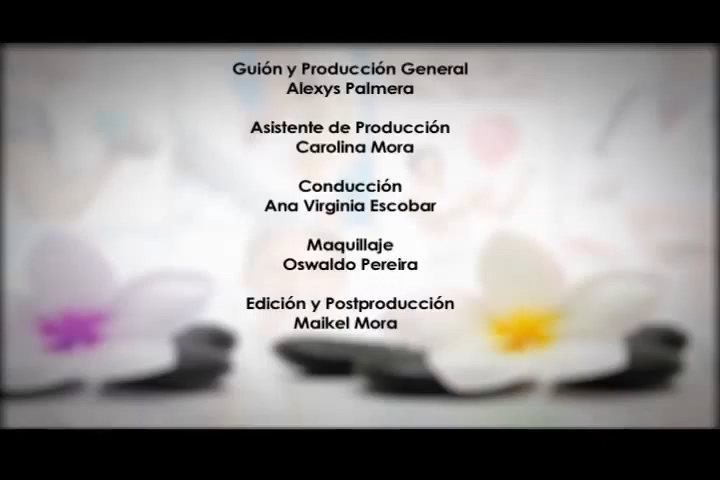 Guión y Producción General
Alexys Palmera
Asistente de Producción
Carolina Mora
Conducción
Ana Virginia Escobar
Maquillaje
Oswaldo Pereira
Edición y Postproducción
Maikel Mora